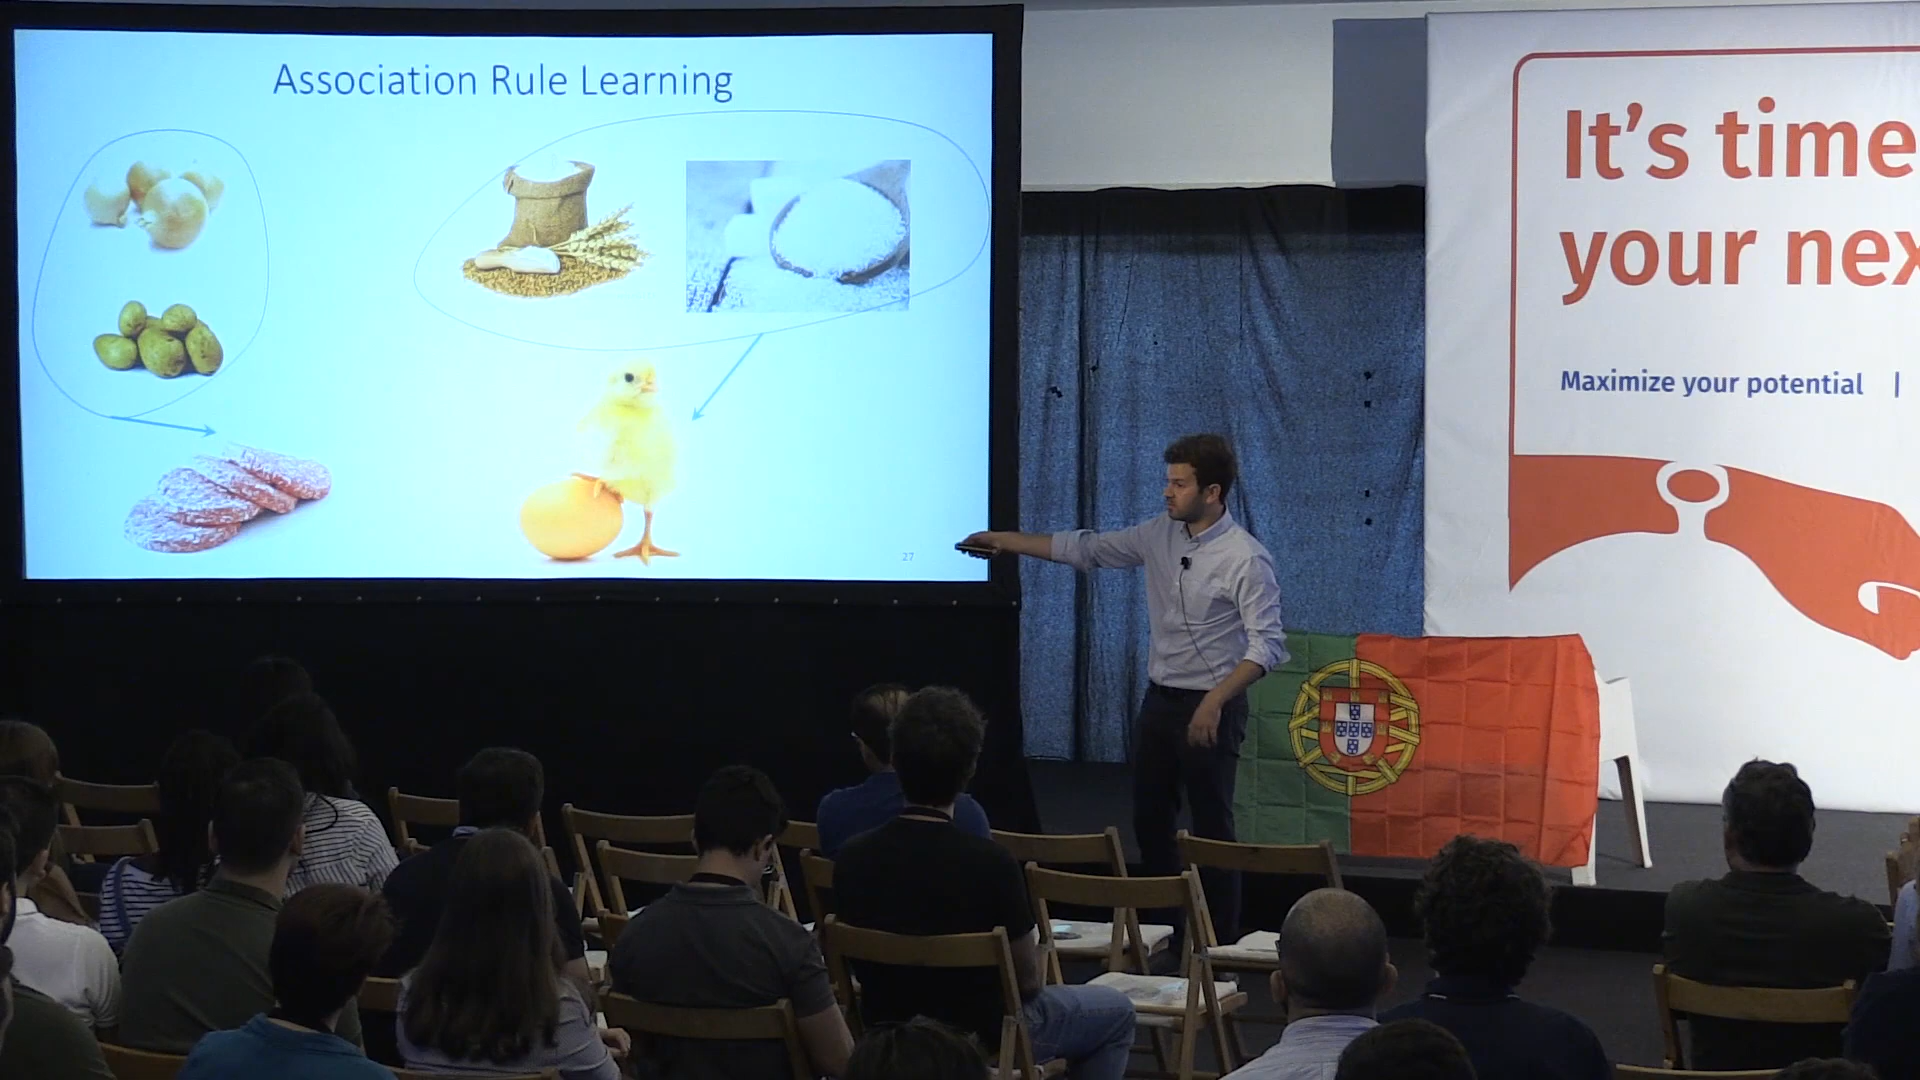 Association Rule Learning
27
It's time
your nex
Maximize your potential |